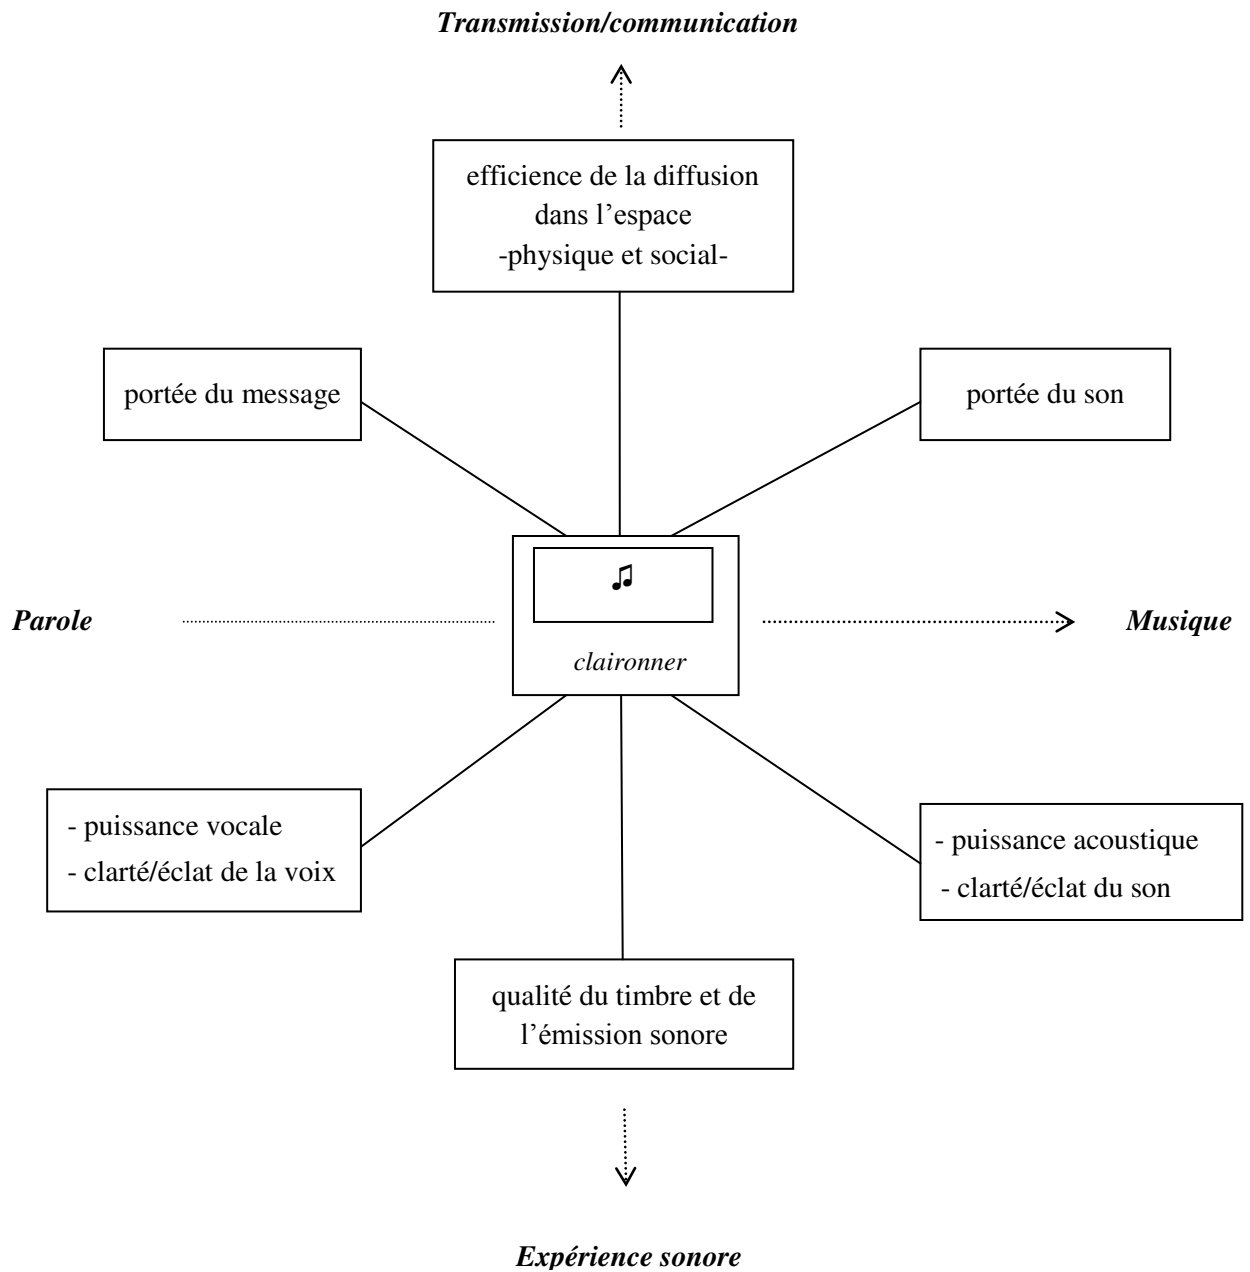 Transmission/communication
efficience de la diffusion
dans l’espace
-physique et social-
portée du message
portée du son
♫
Parole
Musique
claironner
- puissance vocale
- clarté/éclat de la voix
- puissance acoustique
- clarté/éclat du son
qualité du timbre et de
l’émission sonore
Expérience sonore